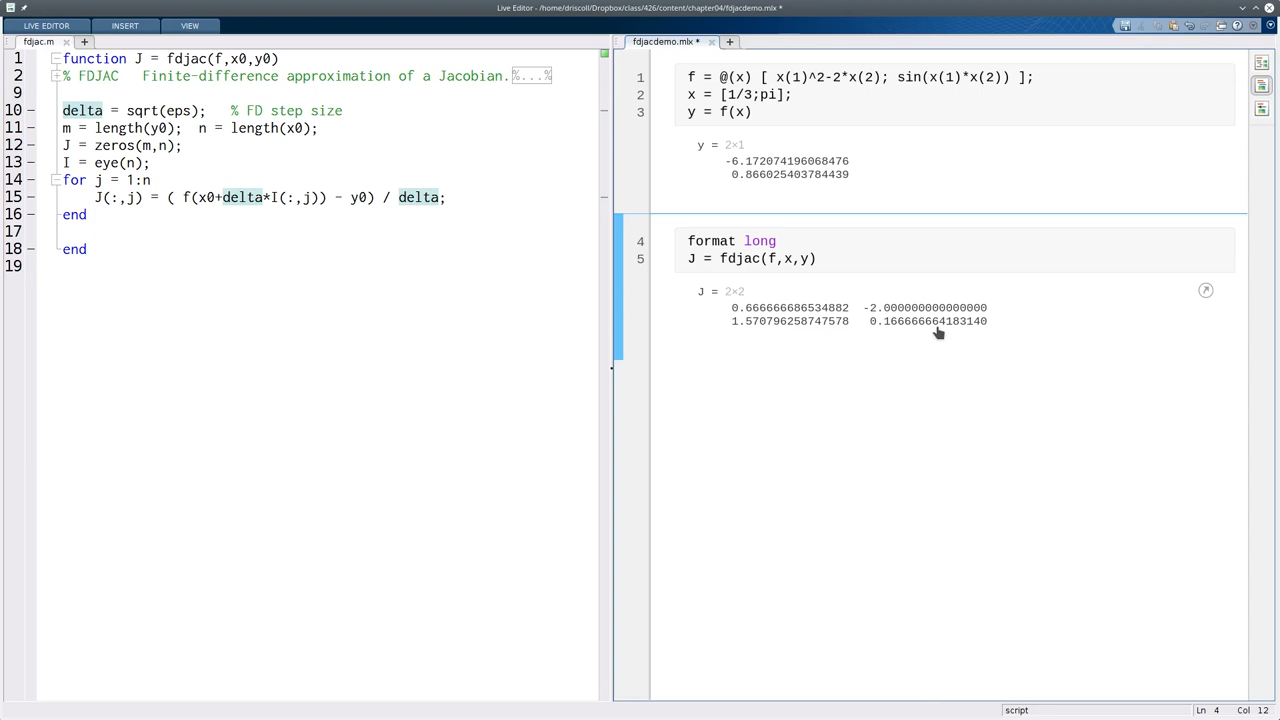 Live Editor - /home/driscoll/Dropbox/class/426/content/chapter04/fdjacdemo.mlx *
LIVE EDITOR INSERT VIEW
fdjac.m
1 function J = fdjac(f,x0,y0)
2 % FDJAC Finite-difference approximation of a Jacobian. %...%
9
10 delta = sqrt(eps); % FD step size
11 m = length(y0); n = length(x0);
12 J = zeros(m,n);
13 I = eye(n);
14 for j = 1:n
15 J(:,j) = ( f(x0+delta*I(:,j)) - y0) / delta;
16 end
17
18 end
19
fdjacdemo.mlx *
1 f = @(x) [ x(1)^2-2*x(2); sin(x(1)*x(2)) ];
2 x = [1/3;pi];
3 y = f(x)
y = 2×1
-6.172074196068476
0.866025403784439
4 format long
5 J = fdjac(f,x,y)
J = 2×2
0.666666686534882 -2.000000000000000
1.570796258747578 0.166666664183140
script Ln 4 Col 12